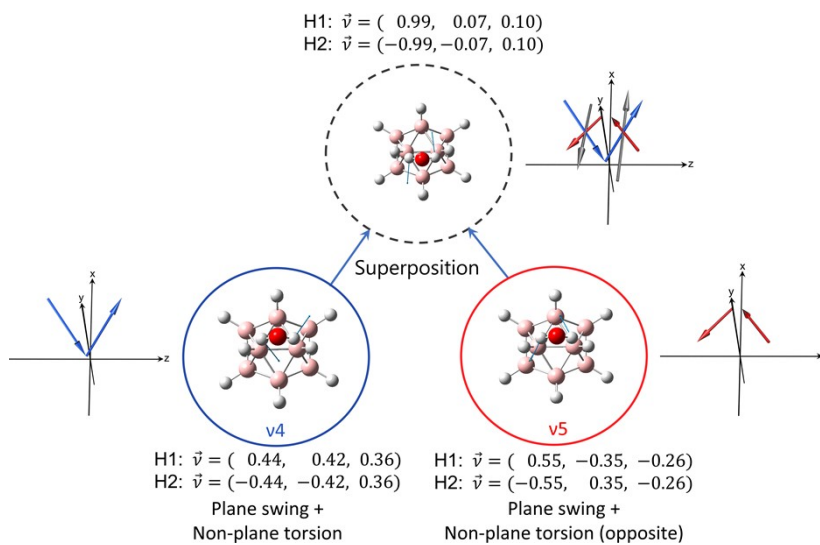 H1: v⃗ = ( 0.99, 0.07, 0.10)
H2: v⃗ = (−0.99, −0.07, 0.10)
x
y
z
Superposition
x
y
z
x
y
v4
v5
H1: v⃗ = ( 0.44, 0.42, 0.36)
H2: v⃗ = (−0.44, −0.42, 0.36)
Plane swing +
Non-plane torsion
H1: v⃗ = ( 0.55, −0.35, −0.26)
H2: v⃗ = (−0.55, 0.35, −0.26)
Plane swing +
Non-plane torsion (opposite)